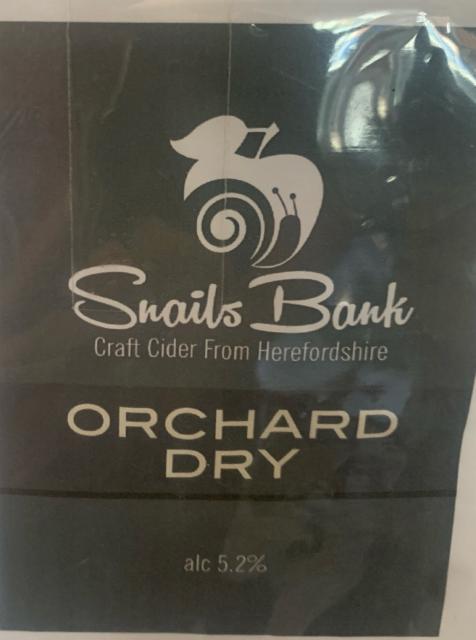 Snails Bank
Craft Cider From Herefordshire
ORCHARD
DRY
alc 5.2%